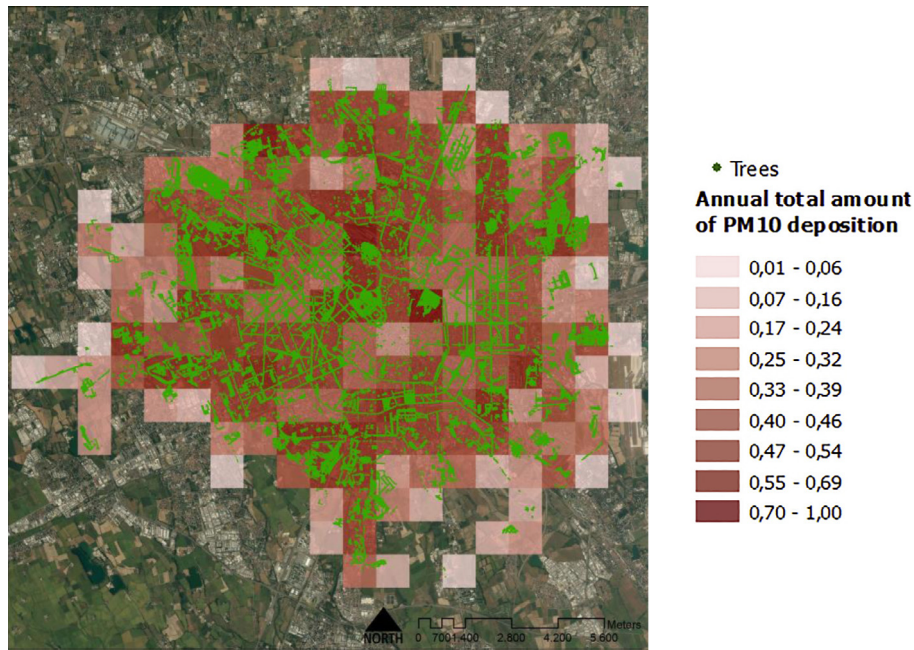 Trees
Annual total amount
of PM10 deposition
0,01 - 0,06
0,07 - 0,16
0,17 - 0,24
0,25 - 0,32
0,33 - 0,39
0,40 - 0,46
0,47 - 0,54
0,55 - 0,69
0,70 - 1,00
NORTH
0 7001.400 2.800 4.200 5.600
Meters